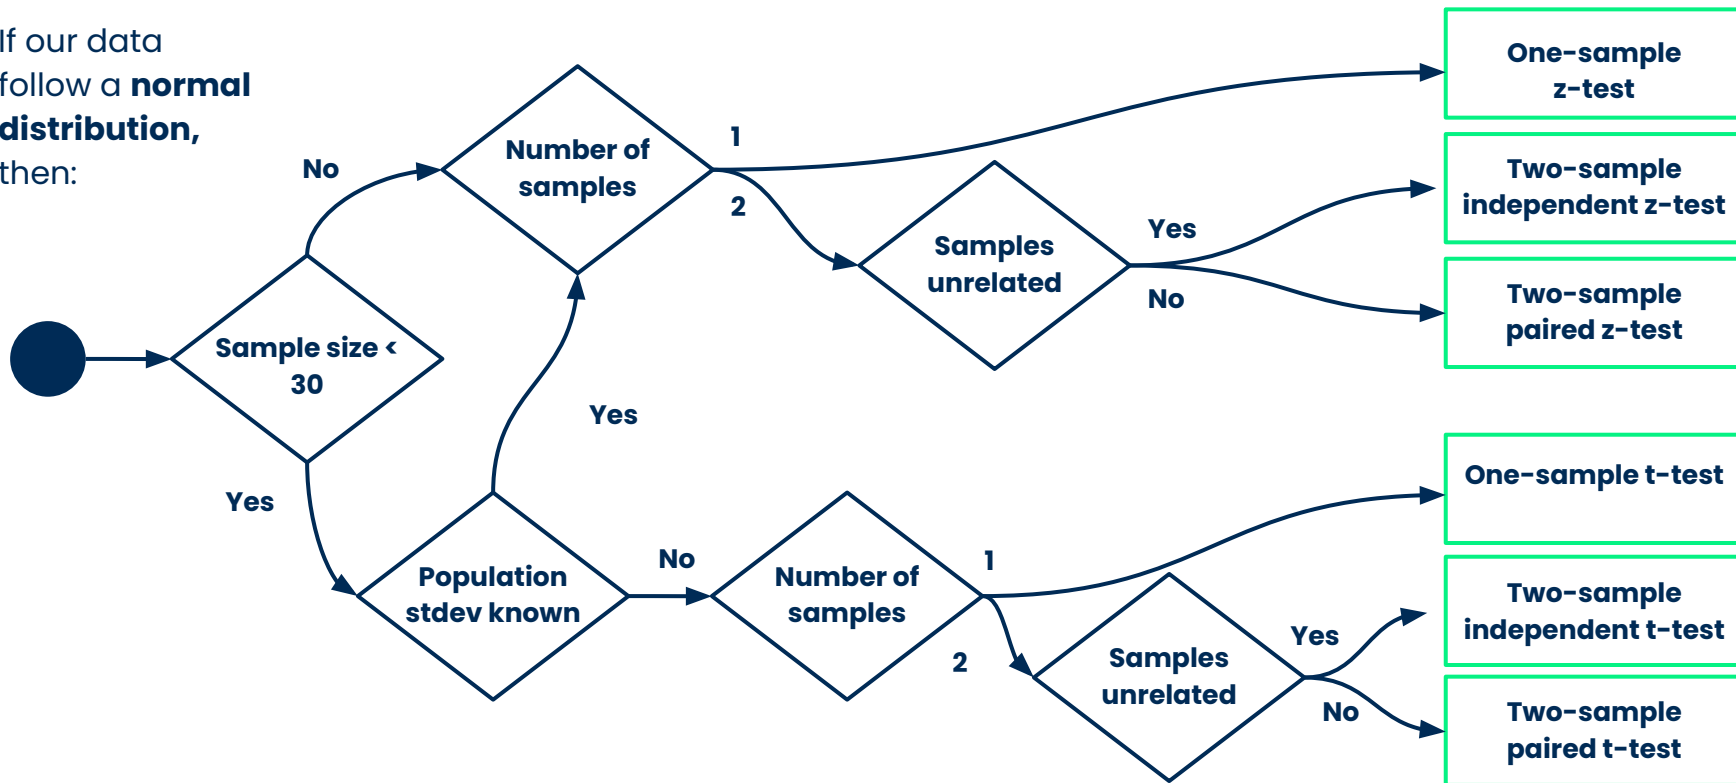 If our data
follow a normal
distribution,
then:
No
Number of
samples
1
2
One-sample
z-test
Two-sample
independent z-test
Samples
unrelated
Yes
No
Two-sample
paired z-test
Sample size <
30
Yes
Yes
Population
stdev known
No
Number of
samples
1
2
One-sample t-test
Samples
unrelated
Yes
No
Two-sample
independent t-test
Two-sample
paired t-test